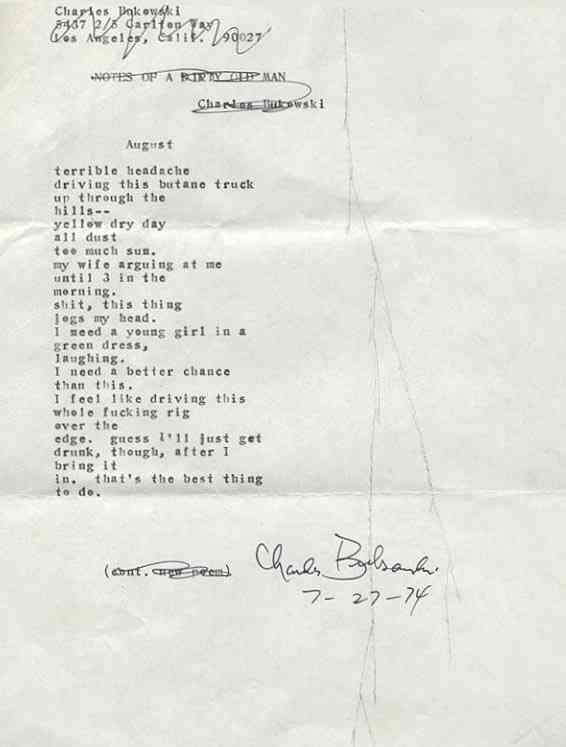 Charles Bukowski
5437 2/5 Carlton Way
Los Angeles, Calif. 90027
NOTES OF A DIRTY OLD MAN
Charles Bukowski
August
terrible headache
driving this butane truck
up through the
hills--
yellow dry day
all dust
too much sun.
my wife arguing at me
until 3 in the
morning.
shit, this thing
jogs my head.
I need a young girl in a
green dress,
laughing.
I need a better chance
than this.
I feel like driving this
whole fucking rig
over the
edge. guess I'll just get
drunk, though, after I
bring it
in. that's the best thing
to do.
(cont. new poem)
Charles Bukowski
7-27-74